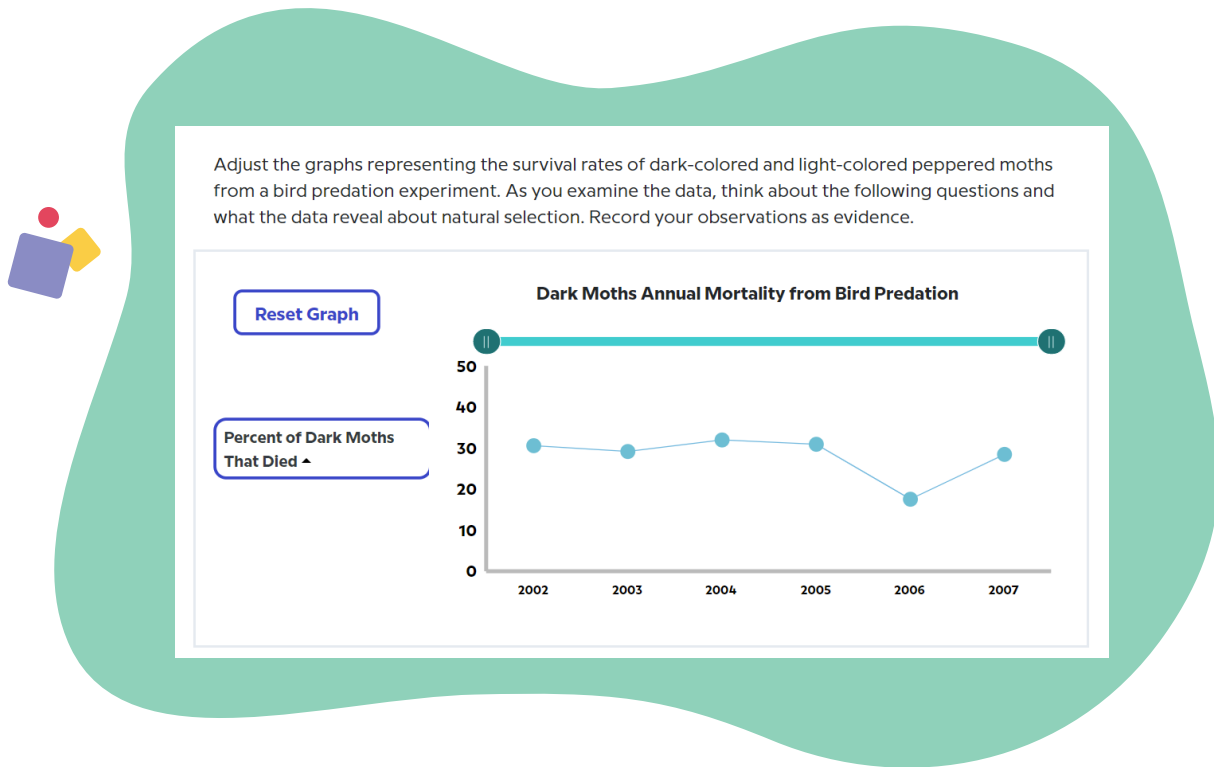 Adjust the graphs representing the survival rates of dark-colored and light-colored peppered moths
from a bird predation experiment. As you examine the data, think about the following questions and
what the data reveal about natural selection. Record your observations as evidence.
Reset Graph
Dark Moths Annual Mortality from Bird Predation
Percent of Dark Moths
That Died
50
40
30
20
10
0
2002 2003 2004 2005 2006 2007